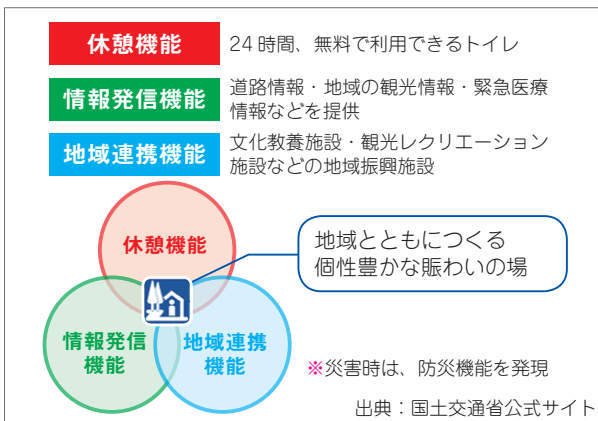 休憩機能
24時間、無料で利用できるトイレ
情報発信機能
道路情報・地域の観光情報・緊急医療
情報などを提供
地域連携機能
文化教養施設・観光レクリエーション
施設などの地域振興施設
休憩機能
地域とともにつくる
個性豊かな賑わいの場
情報発信
機能
地域連携
機能
※災害時は、防災機能を発現
出典：国土交通省公式サイト